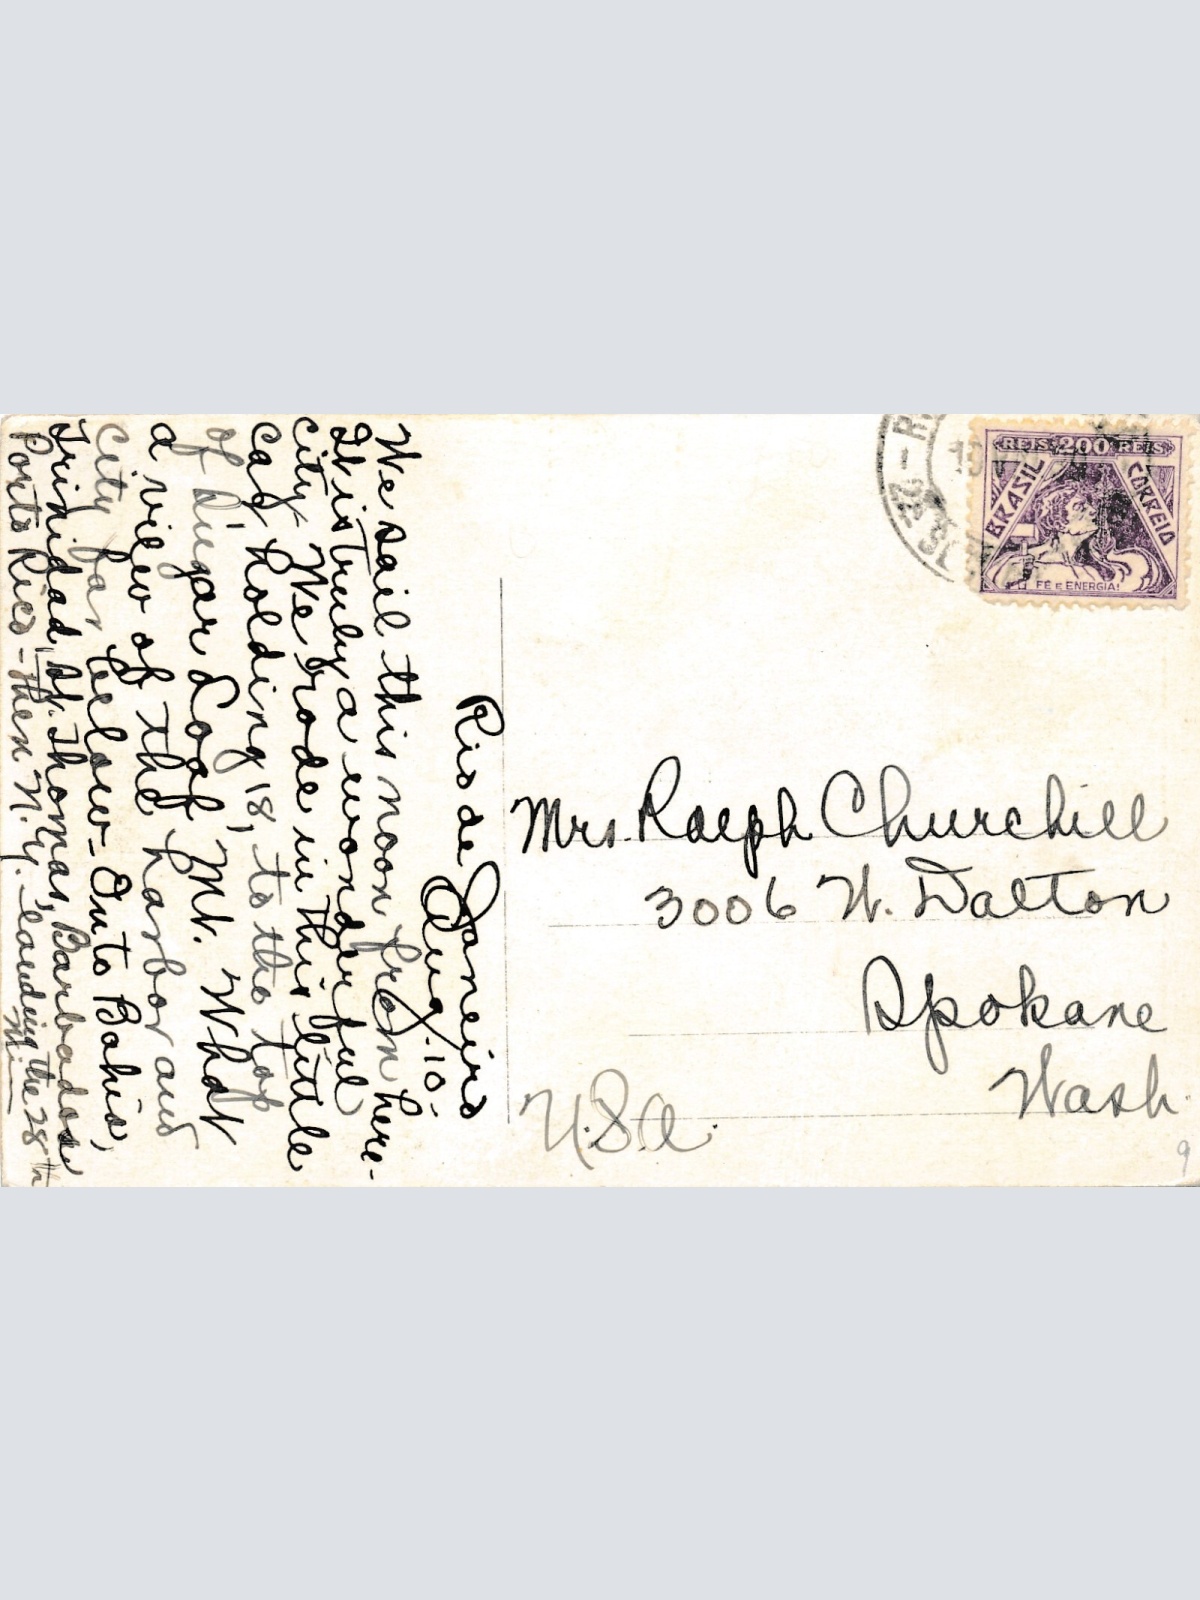 Rio de Janeiro
Aug. 10-
We sail this noon from here-
It is truly a wonderful
city. We rode in this little
car, holding 18, to the top
of Sugar Loaf Mt. What
a view of the harbor and
city far below - On to Bahia,
Trinidad, St. Thomas, Barbados
Porto Rico - then N.Y. landing the 28th
M.—
REIS 200 REIS
BRASIL CORREIO
FÉ E ENERGIA!
Mrs. Ralph Churchill
3006 W. Dalton
Spokane
Wash.
U.S.A.
9